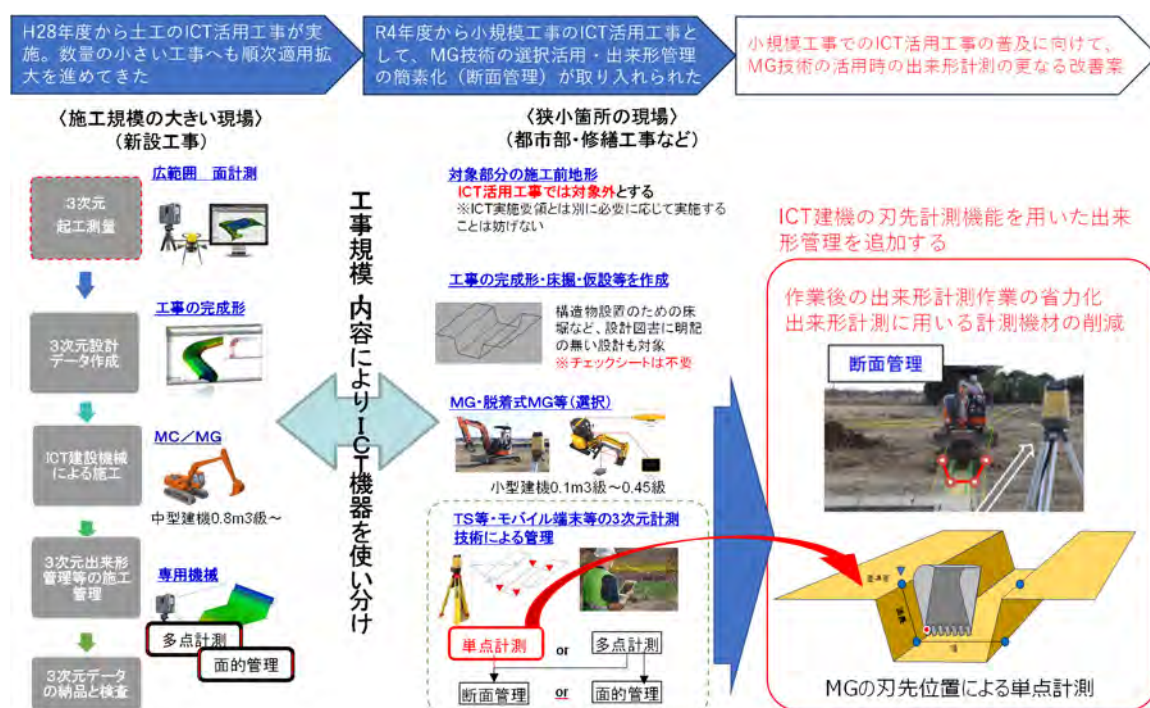 H28年度から土工のICT活用工事が実
施。数量の小さい工事へも順次適用拡
大を進めてきた
R4年度から小規模工事のICT活用工事と
して、MG技術の選択活用・出来形管理
の簡素化（断面管理）が取り入れられた
小規模工事でのICT活用工事の普及に向けて、
MG技術の活用時の出来形計測の更なる改善案
〈施工規模の大きい現場〉
（新設工事）
広範囲　面計測
3次元
起工測量
工事の完成形
3次元設計
データ作成
MC／MG
ICT建設機械
による施工
中型建機0.8m3級～
3次元出来形
管理等の施工
管理
専用機械
多点計測
面的管理
3次元データ
の納品と検査
工事規模 内容によりICT機器を使い分け
〈狭小箇所の現場〉
（都市部・修繕工事など）
対象部分の施工前地形
ICT活用工事では対象外とする
※ICT実施要領とは別に必要に応じて実施する
ことは妨げない
工事の完成形・床掘・仮設等を作成
構造物設置のための床
堀など、設計図書に明記
の無い設計も対象
※チェックシートは不要
MG・脱着式MG等（選択）
小型建機0.1m3級～0.45級
TS等・モバイル端末等の3次元計測
技術による管理
単点計測 or 多点計測
断面管理 or 面的管理
ICT建機の刃先計測機能を用いた出来
形管理を追加する
作業後の出来形計測作業の省力化
出来形計測に用いる計測機材の削減
断面管理
幅
MGの刃先位置による単点計測